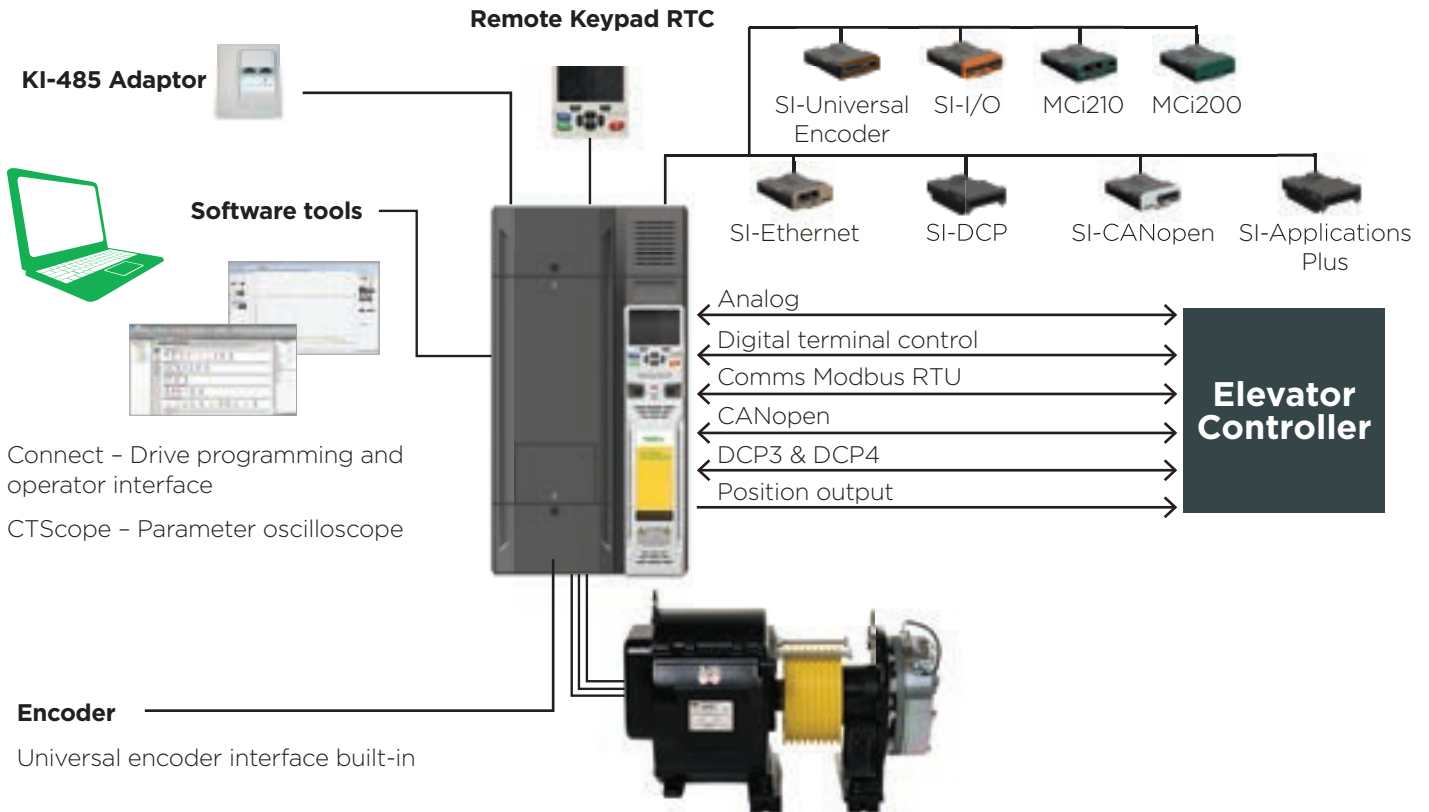 Remote Keypad RTC
KI-485 Adaptor
SI-Universal
Encoder
SI-I/O
MCi210
MCi200
Software tools
SI-Ethernet
SI-DCP
SI-CANopen
SI-Applications
Plus
Analog
Digital terminal control
Comms Modbus RTU
CANopen
DCP3 & DCP4
Position output
Elevator
Controller
Connect – Drive programming and
operator interface
CTScope – Parameter oscilloscope
Encoder
Universal encoder interface built-in